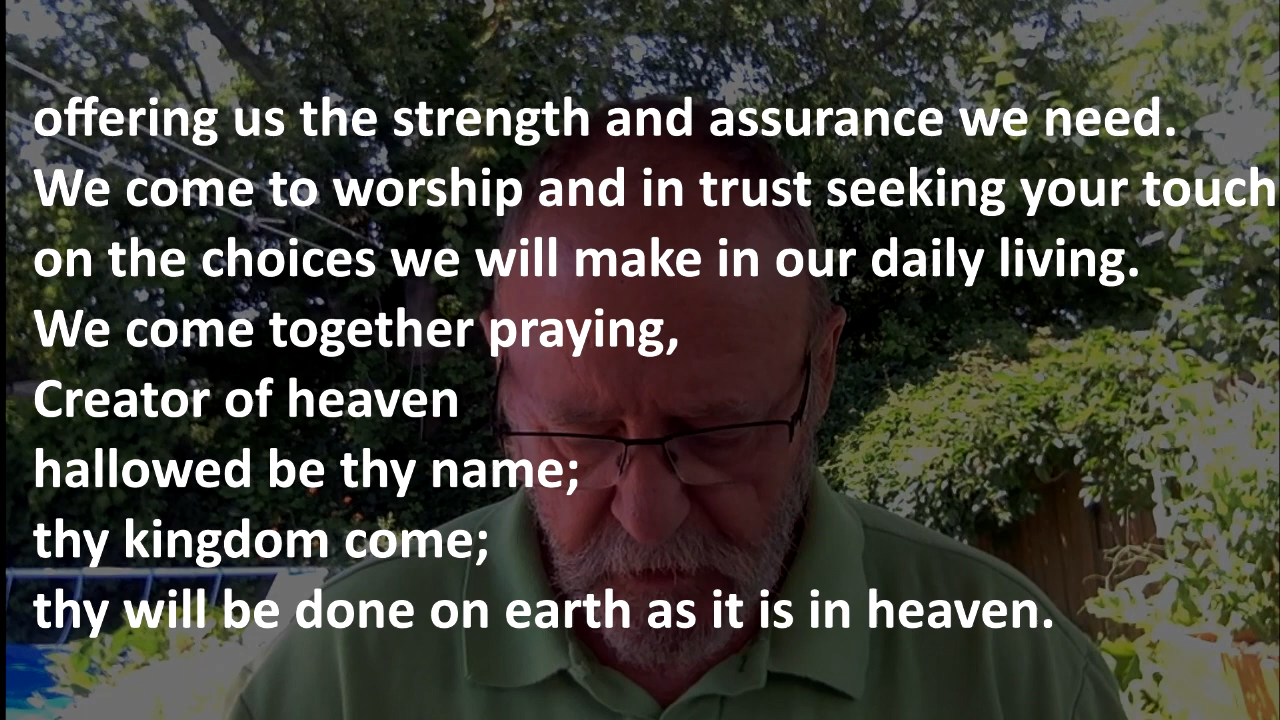 offering us the strength and assurance we need.
We come to worship and in trust seeking your touch
on the choices we will make in our daily living.
We come together praying,
Creator of heaven
hallowed be thy name;
thy kingdom come;
thy will be done on earth as it is in heaven.